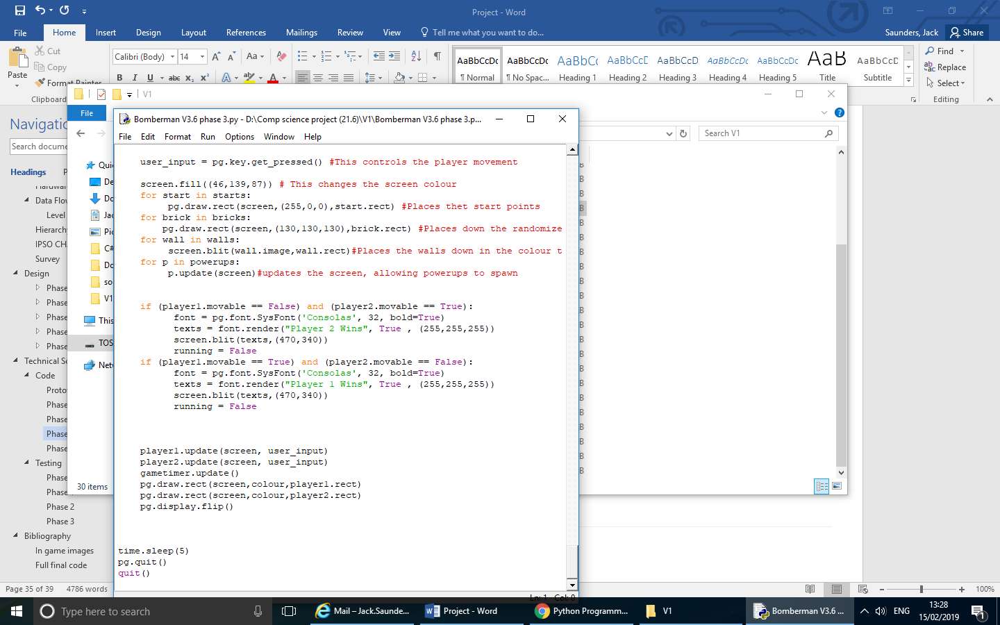 Project - Word
File Home Insert Design Layout References Mailings Review View Tell me what you want to do... Saunders, Jack Share
Paste
Cut
Copy
Format Painter
Clipboard
Calibri (Body) 14
B I U abc x₂ x²
AaBbCcDc AaBbCcDc AaBbCc AaBbCcD AaBbCcD AaBbCcDc AaBbCcD AaB AaBbCcD
¶ Normal ¶ No Spac... Heading 1 Heading 2 Heading 3 Heading 4 Heading 5 Title Subtitle
Find
Replace
Select
Editing
V1
File
Search V1
30 items
Search docume
Headings
Data Flow
Level
Hierarch
IPSO CH
Survey
Design
Phase
Phase
Phase
Phase
Phase
Technical So
Code
Proto
Phase
Phase
Phase
Phase
Testing
Phase
Phase
Phase 2
Phase 3
Bibliography
In game images
Full final code
Quic
De
Do
Jac
Pic
C#
Do
so
V1
This
TOS
Netv
Bomberman V3.6 phase 3.py - D:\Comp science project (21.6)\V1\Bomberman V3.6 phase 3.p...
File Edit Format Run Options Window Help
user_input = pg.key.get_pressed() #This controls the player movement
screen.fill((46,139,87)) # This changes the screen colour
for start in starts:
pg.draw.rect(screen,(255,0,0),start.rect) #Places thet start points
for brick in bricks:
pg.draw.rect(screen,(130,130,130),brick.rect) #Places down the randomize
for wall in walls:
screen.blit(wall.image,wall.rect)#Places the walls down in the colour t
for p in powerups:
p.update(screen)#updates the screen, allowing powerups to spawn
if (player1.movable == False) and (player2.movable == True):
font = pg.font.SysFont('Consolas', 32, bold=True)
texts = font.render("Player 2 Wins", True , (255,255,255))
screen.blit(texts,(470,340))
running = False
if (player1.movable == True) and (player2.movable == False):
font = pg.font.SysFont('Consolas', 32, bold=True)
texts = font.render("Player 1 Wins", True , (255,255,255))
screen.blit(texts,(470,340))
running = False
player1.update(screen, user_input)
player2.update(screen, user_input)
gametimer.update()
pg.draw.rect(screen,colour,player1.rect)
pg.draw.rect(screen,colour,player2.rect)
pg.display.flip()
time.sleep(5)
pg.quit()
quit()
Ln: 1 Col: 0
Page 35 of 39 4786 words 100%
Type here to search
Mail – Jack.Saunde... Project - Word Python Programm... V1 Bomberman V3.6 ...
ENG
13:28
15/02/2019